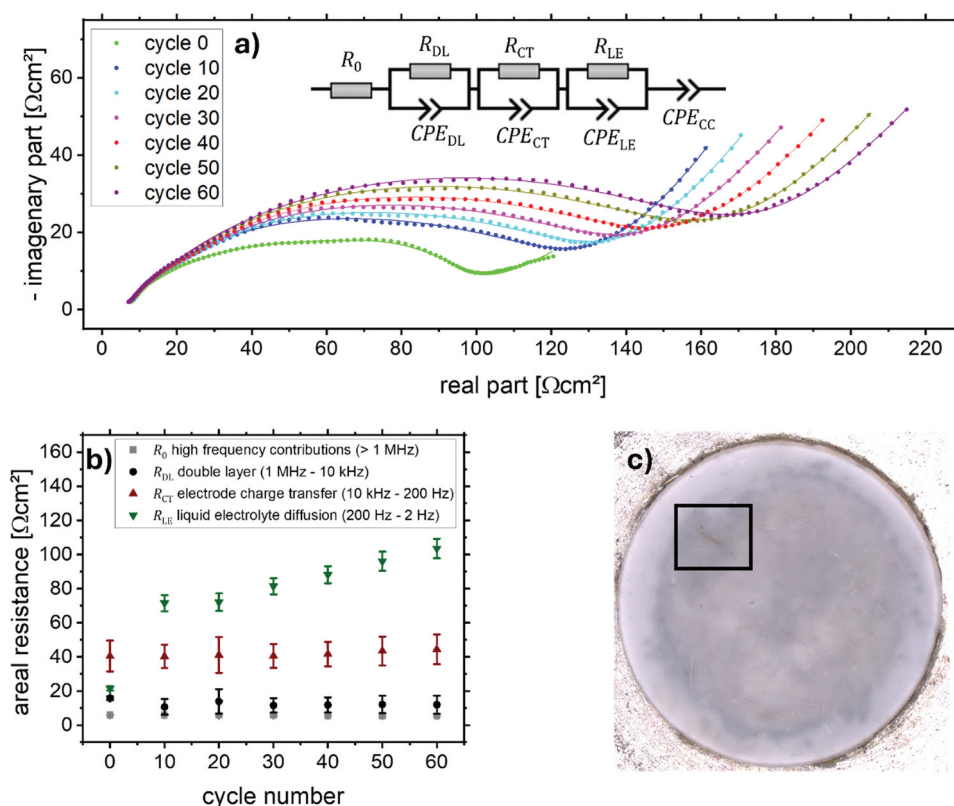 a)
cycle 0
cycle 10
cycle 20
cycle 30
cycle 40
cycle 50
cycle 60
R0
RDL
RCT
RLE
CPEDL
CPECT
CPELE
CPECC
- imagenary part [Ωcm²]
60
40
20
0
0 20 40 60 80 100 120 140 160 180 200 220
real part [Ωcm²]
b)
R0 high frequency contributions (> 1 MHz)
RDL double layer (1 MHz - 10 kHz)
RCT electrode charge transfer (10 kHz - 200 Hz)
RLE liquid electrolyte diffusion (200 Hz - 2 Hz)
areal resistance [Ωcm²]
160
140
120
100
80
60
40
20
0
0 10 20 30 40 50 60
cycle number
c)